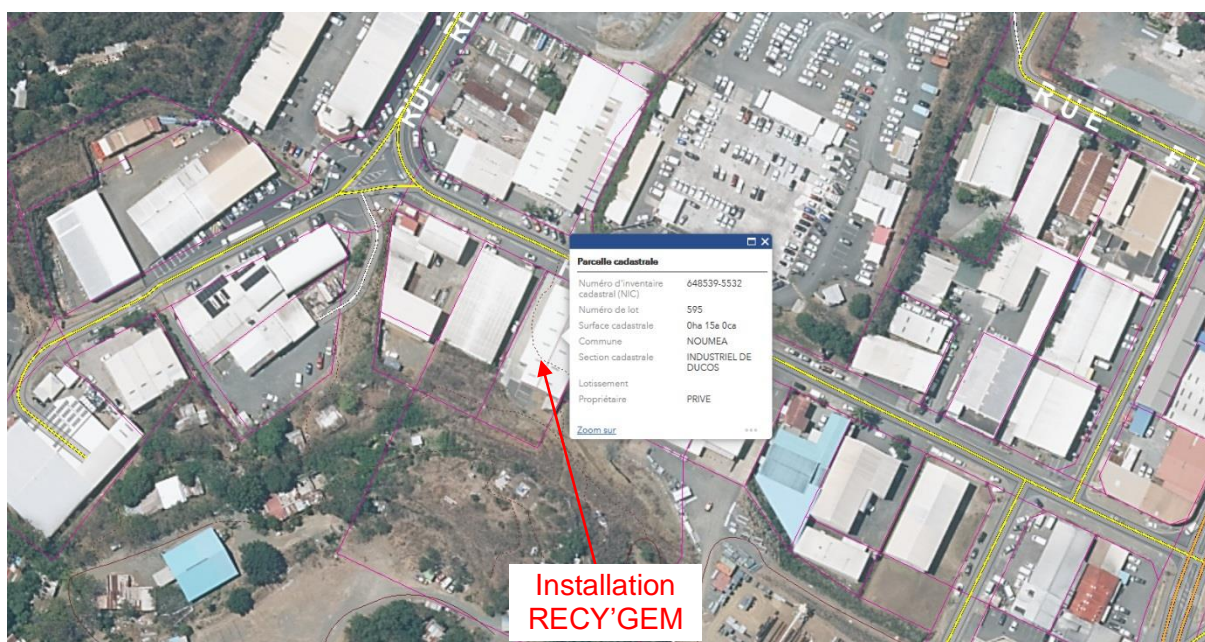 RUE
RUE
Parcelle cadastrale
Numéro d'inventaire cadastral (NIC) 648539-5532
Numéro de lot 595
Surface cadastrale 0ha 15a 0ca
Commune NOUMEA
Section cadastrale INDUSTRIEL DE DUCOS
Lotissement
Propriétaire PRIVE
Zoom sur
Installation
RECY'GEM